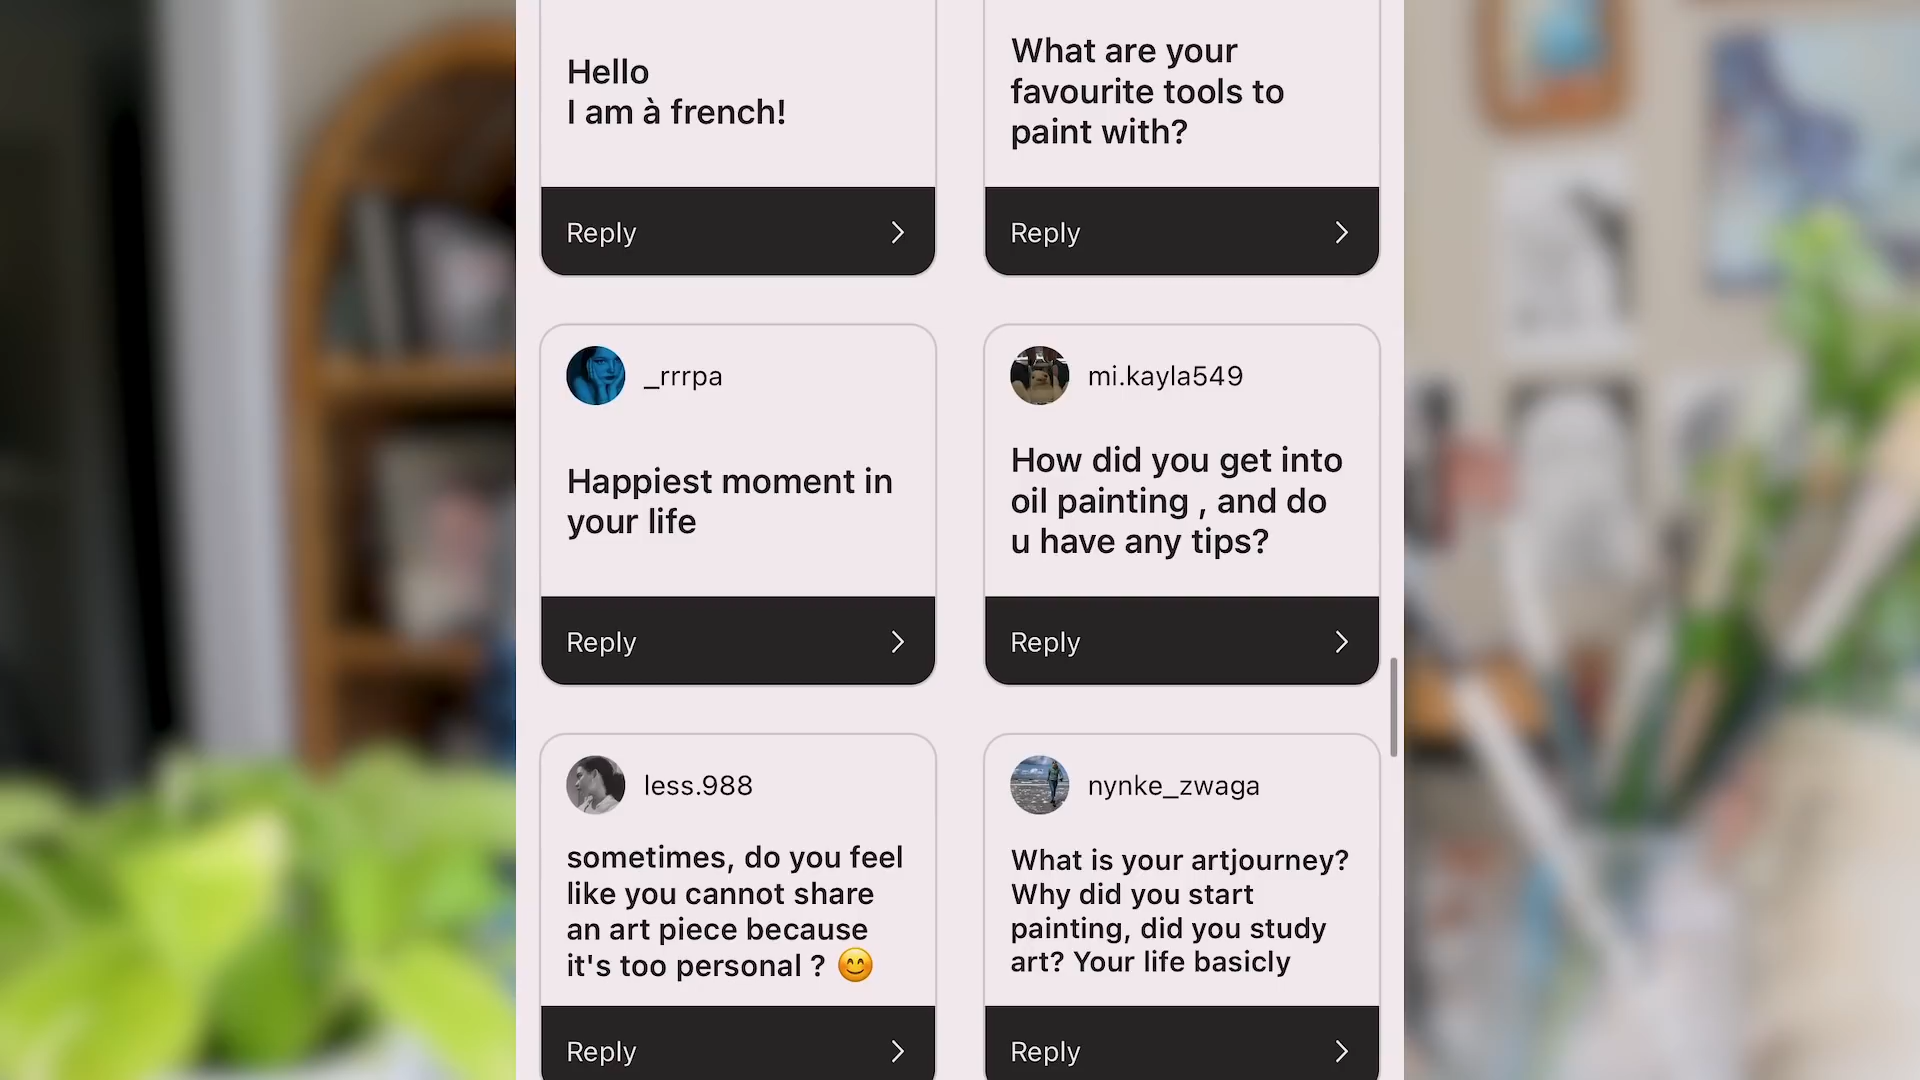 Hello
I am à french!
Reply
What are your
favourite tools to
paint with?
Reply
_rrrpa
Happiest moment in
your life
Reply
mi.kayla549
How did you get into
oil painting , and do
u have any tips?
Reply
less.988
sometimes, do you feel
like you cannot share
an art piece because
it's too personal ? 😊
Reply
nynke_zwaga
What is your artjourney?
Why did you start
painting, did you study
art? Your life basicly
Reply